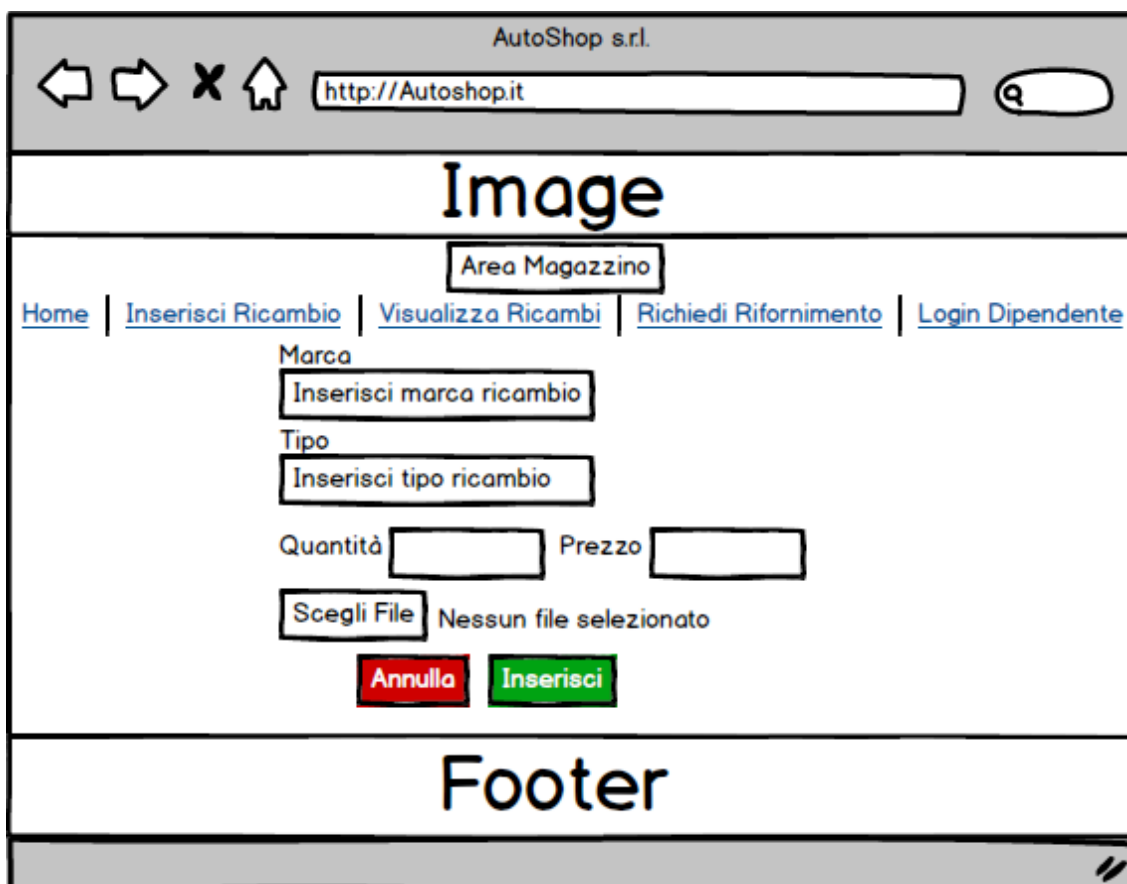 AutoShop s.r.l.
http://Autoshop.it
Image
Area Magazzino
Home Inserisci Ricambio Visualizza Ricambi Richiedi Rifornimento Login Dipendente
Marca
Inserisci marca ricambio
Tipo
Inserisci tipo ricambio
Quantità Prezzo
Scegli File Nessun file selezionato
Annulla Inserisci
Footer